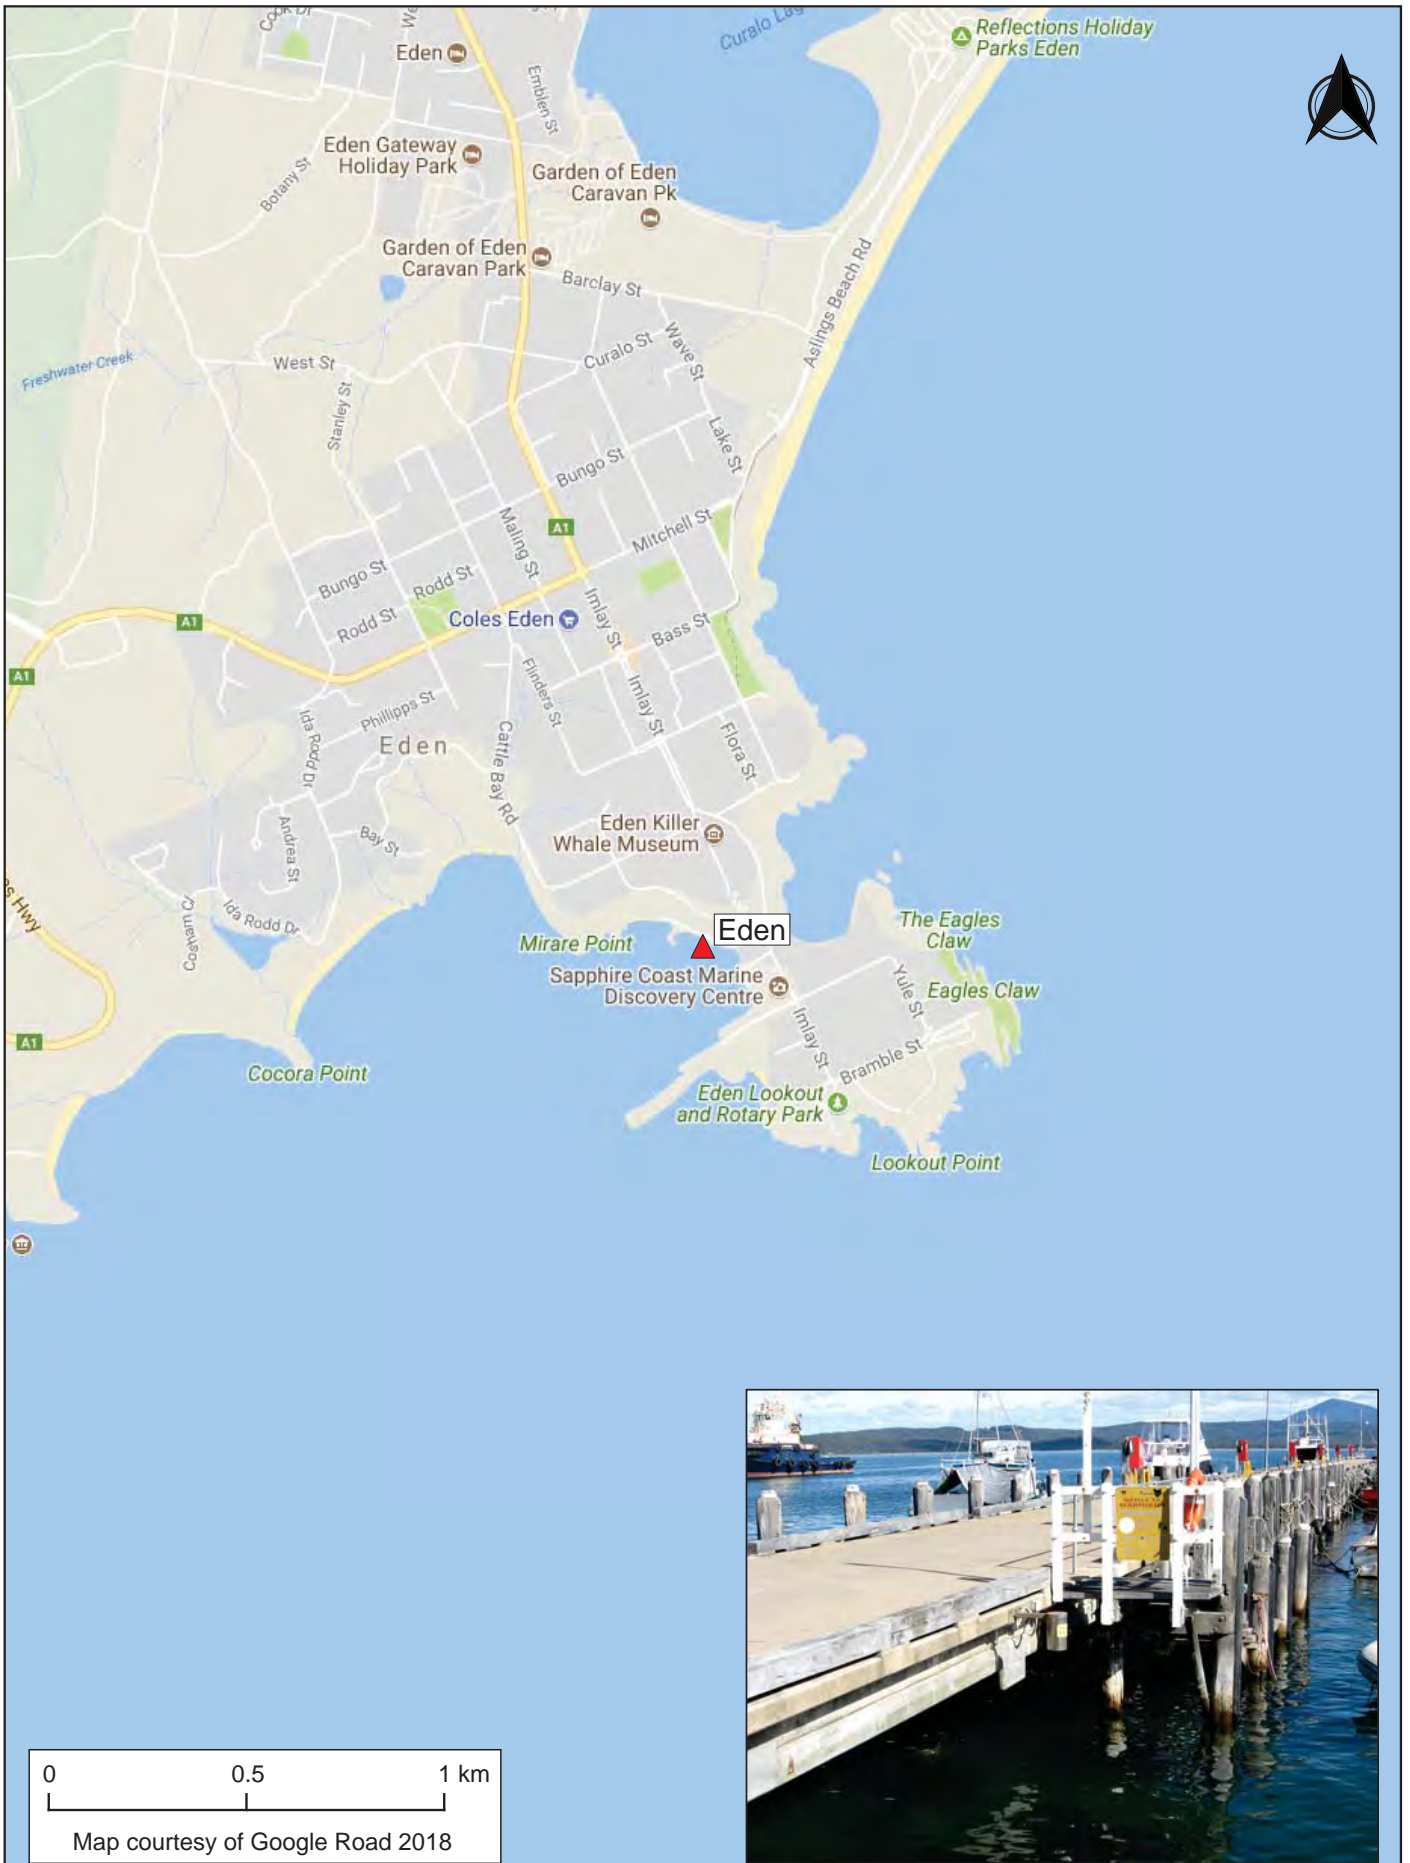 Cook Dr
Curalo Lag
Reflections Holiday
Parks Eden
Eden
Emblen St
Eden Gateway
Holiday Park
Botany St
Garden of Eden
Caravan Pk
Garden of Eden
Caravan Park
Barclay St
Aslings Beach Rd
Freshwater Creek
West St
Curalo St
Wave St
Stanley St
Lake St
Bungo St
A1
Maling St
Mitchell St
Bungo St
Rodd St
Rodd St
A1
Coles Eden
Imlay St
Bass St
A1
Flinders St
Imlay St
Phillipps St
Ida Rodd Dr
Eden
Cattle Bay Rd
Flora St
Andrea St
Bay St
Eden Killer
Whale Museum
es Hwy
Cosham Cl
Ida Rodd Dr
Mirare Point
Eden
The Eagles
Claw
Sapphire Coast Marine
Discovery Centre
Yule St
Eagles Claw
A1
Imlay St
Bramble St
Cocora Point
Eden Lookout
and Rotary Park
Lookout Point
0 0.5 1 km
Map courtesy of Google Road 2018